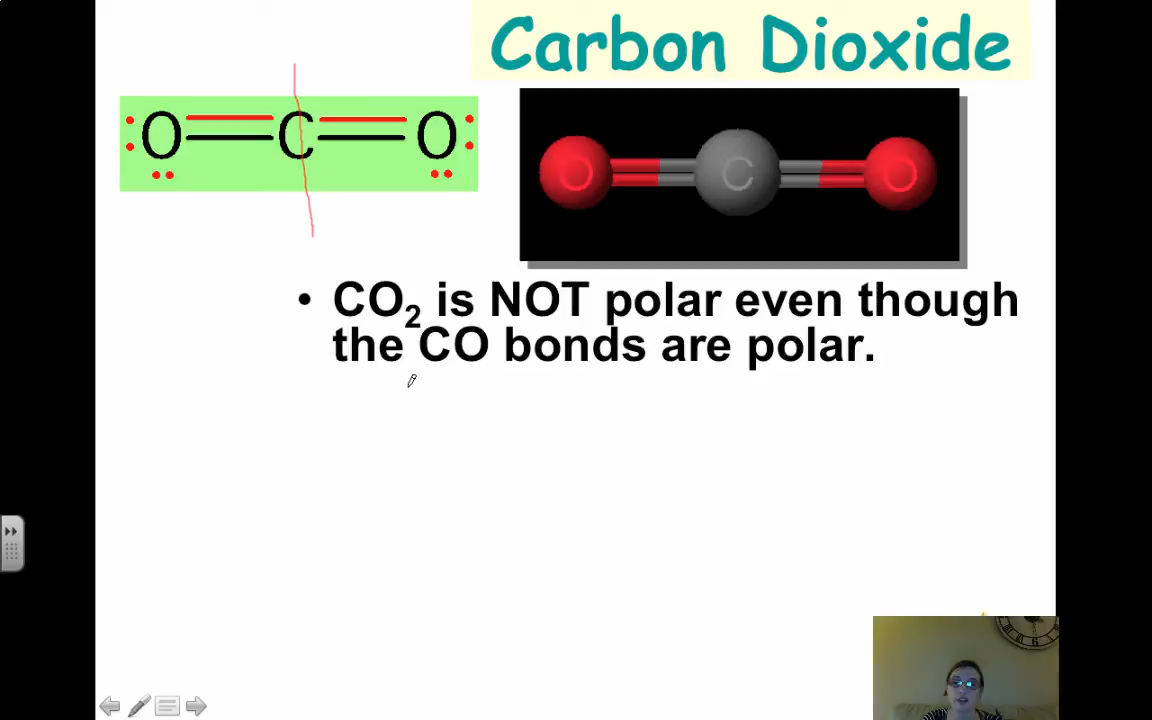 Carbon Dioxide
O C O
O C O
• CO₂ is NOT polar even though
the CO bonds are polar.